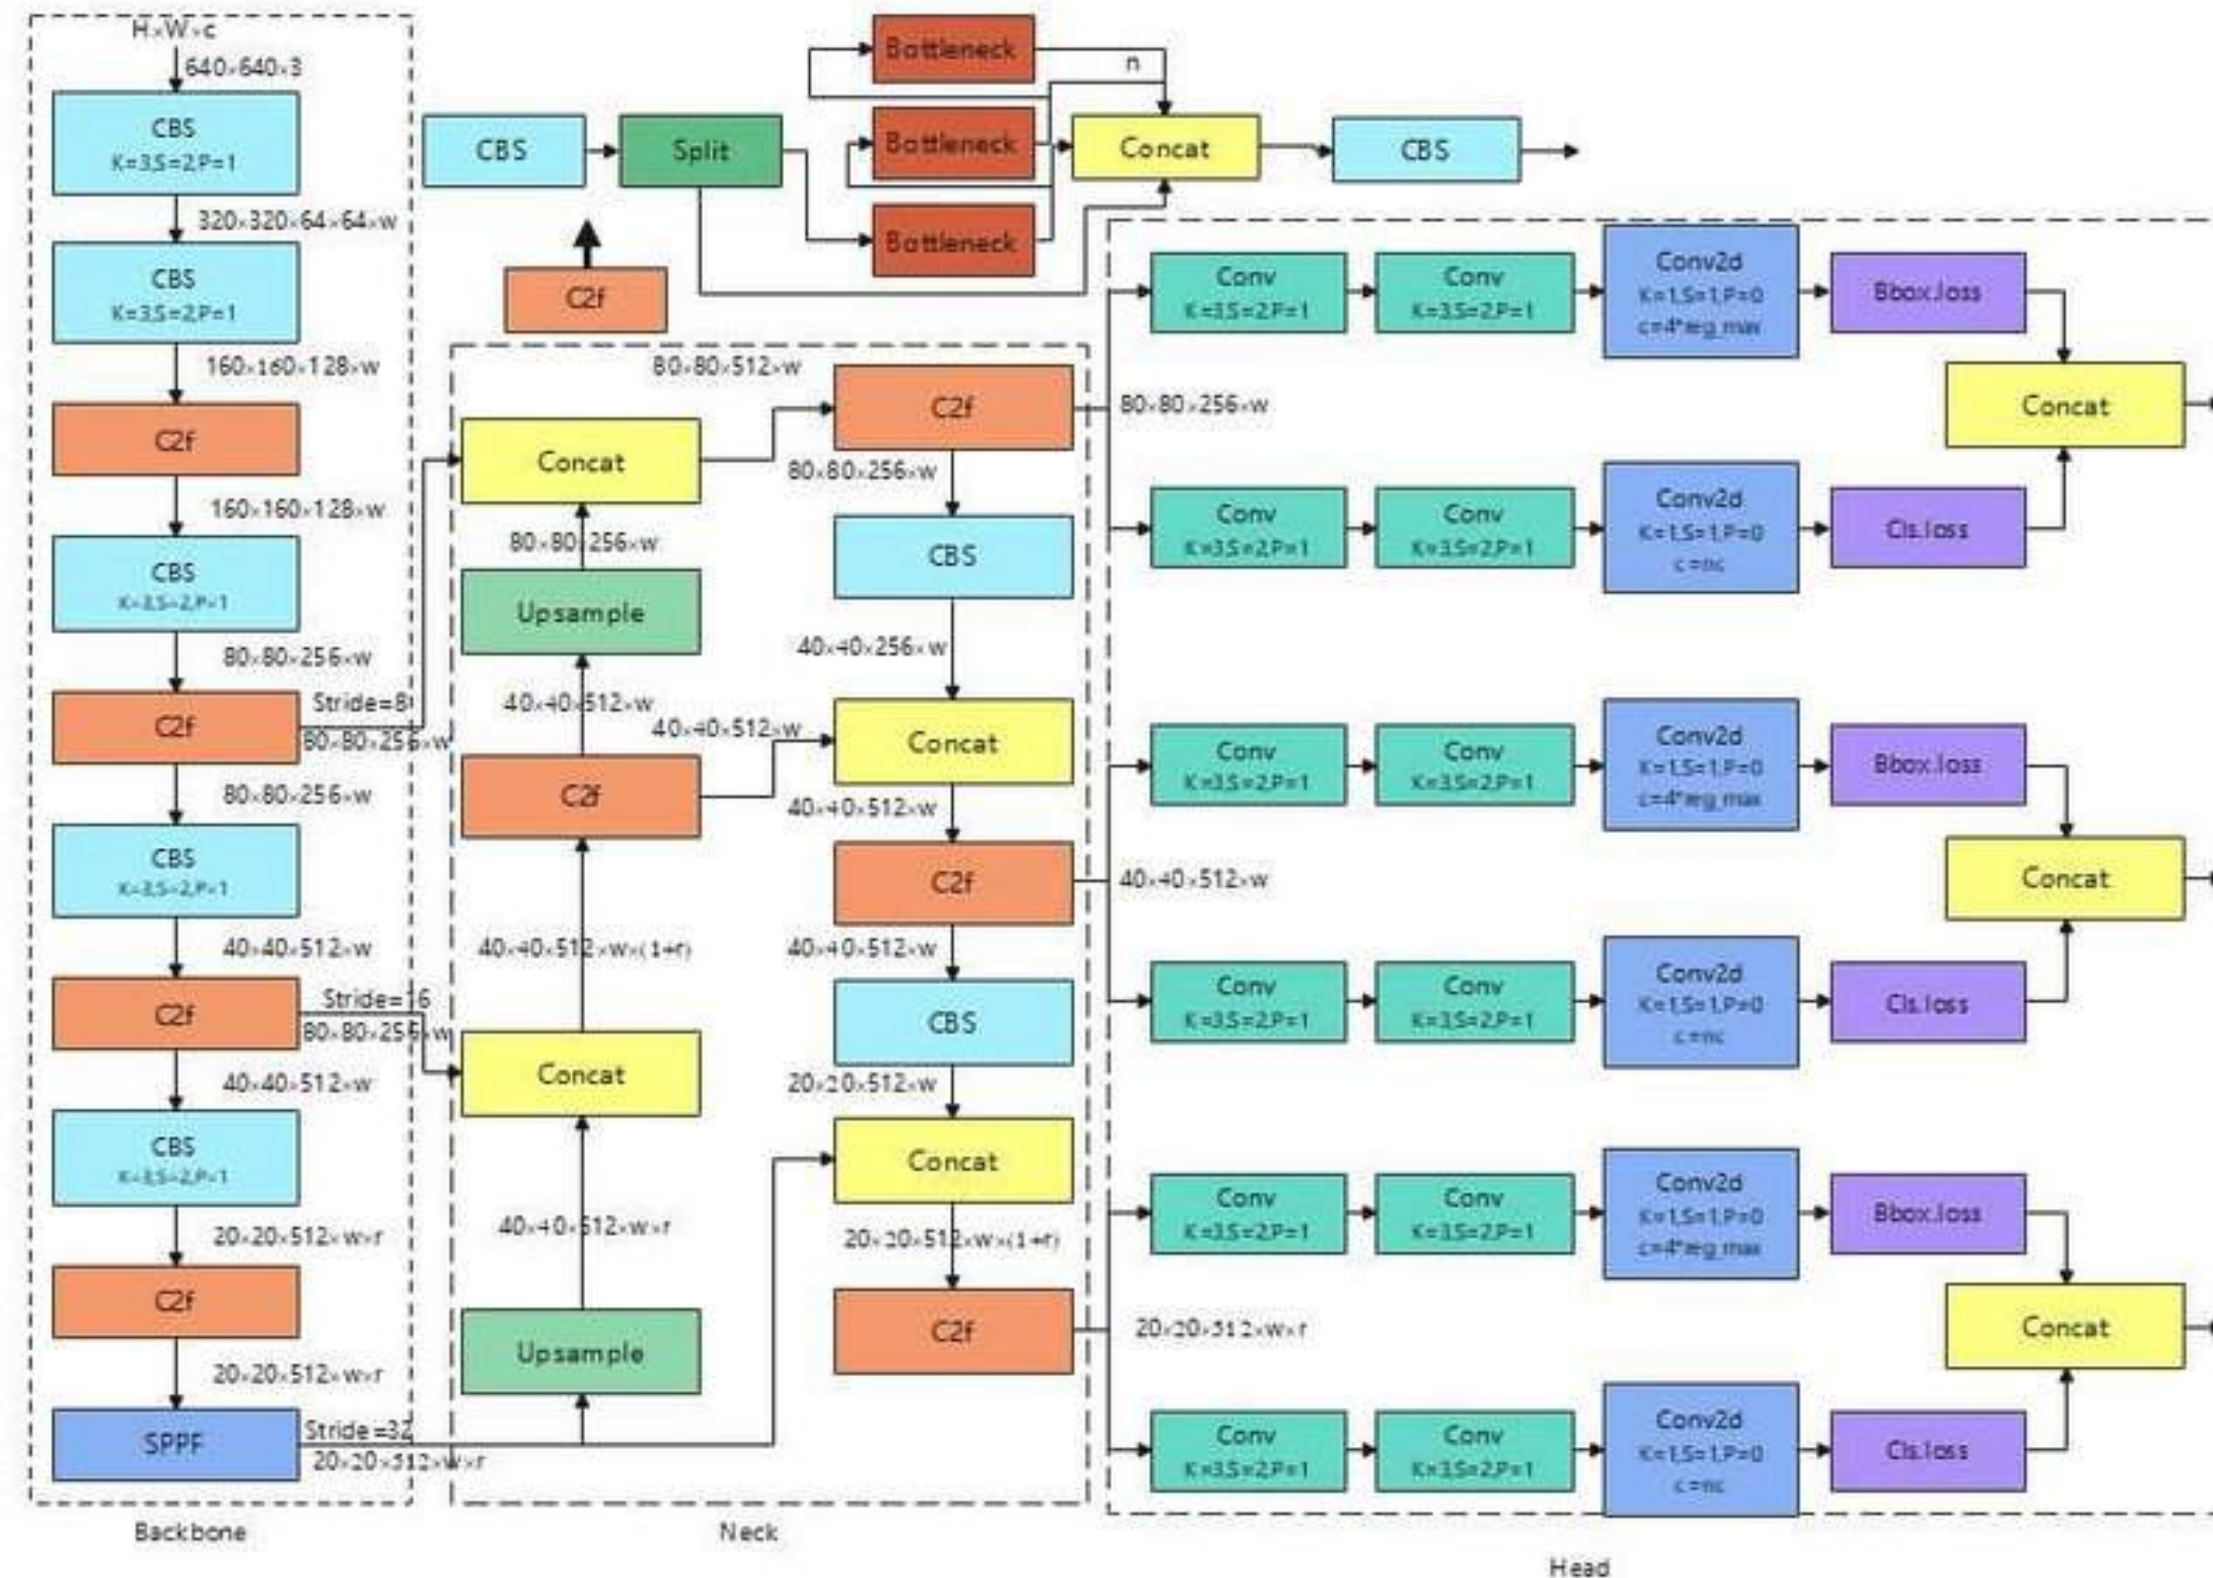 H×W×c
640×640×3
CBS
K=3,S=2,P=1
320×320×64×64×w
CBS
K=3,S=2,P=1
160×160×128×w
C2f
160×160×128×w
CBS
K=3,S=2,P=1
80×80×256×w
C2f
Stride=8
80×80×256×w
80×80×256×w
CBS
K=3,S=2,P=1
40×40×512×w
C2f
Stride=16
80×80×256×w
40×40×512×w
CBS
K=3,S=2,P=1
20×20×512×w×r
C2f
20×20×512×w×r
SPPF
Stride=32
20×20×512×w×r
Backbone
CBS
Split
Bottleneck
Bottleneck
Bottleneck
n
Concat
CBS
C2f
80×80×512×w
Concat
80×80×256×w
Upsample
40×40×512×w
40×40×512×w
C2f
40×40×512×w×(1+r)
Concat
40×40×512×w×r
Upsample
C2f
80×80×256×w
CBS
40×40×256×w
Concat
40×40×512×w
C2f
40×40×512×w
CBS
20×20×512×w
Concat
20×20×512×w×(1+r)
C2f
Neck
80×80×256×w
Conv
K=3,S=2,P=1
Conv
K=3,S=2,P=1
Conv2d
K=1,S=1,P=0
c=4*reg_max
Bbox.loss
Concat
Conv
K=3,S=2,P=1
Conv
K=3,S=2,P=1
Conv2d
K=1,S=1,P=0
c=nc
Cls.loss
40×40×512×w
Conv
K=3,S=2,P=1
Conv
K=3,S=2,P=1
Conv2d
K=1,S=1,P=0
c=4*reg_max
Bbox.loss
Concat
Conv
K=3,S=2,P=1
Conv
K=3,S=2,P=1
Conv2d
K=1,S=1,P=0
c=nc
Cls.loss
20×20×512×w×r
Conv
K=3,S=2,P=1
Conv
K=3,S=2,P=1
Conv2d
K=1,S=1,P=0
c=4*reg_max
Bbox.loss
Concat
Conv
K=3,S=2,P=1
Conv
K=3,S=2,P=1
Conv2d
K=1,S=1,P=0
c=nc
Cls.loss
Head